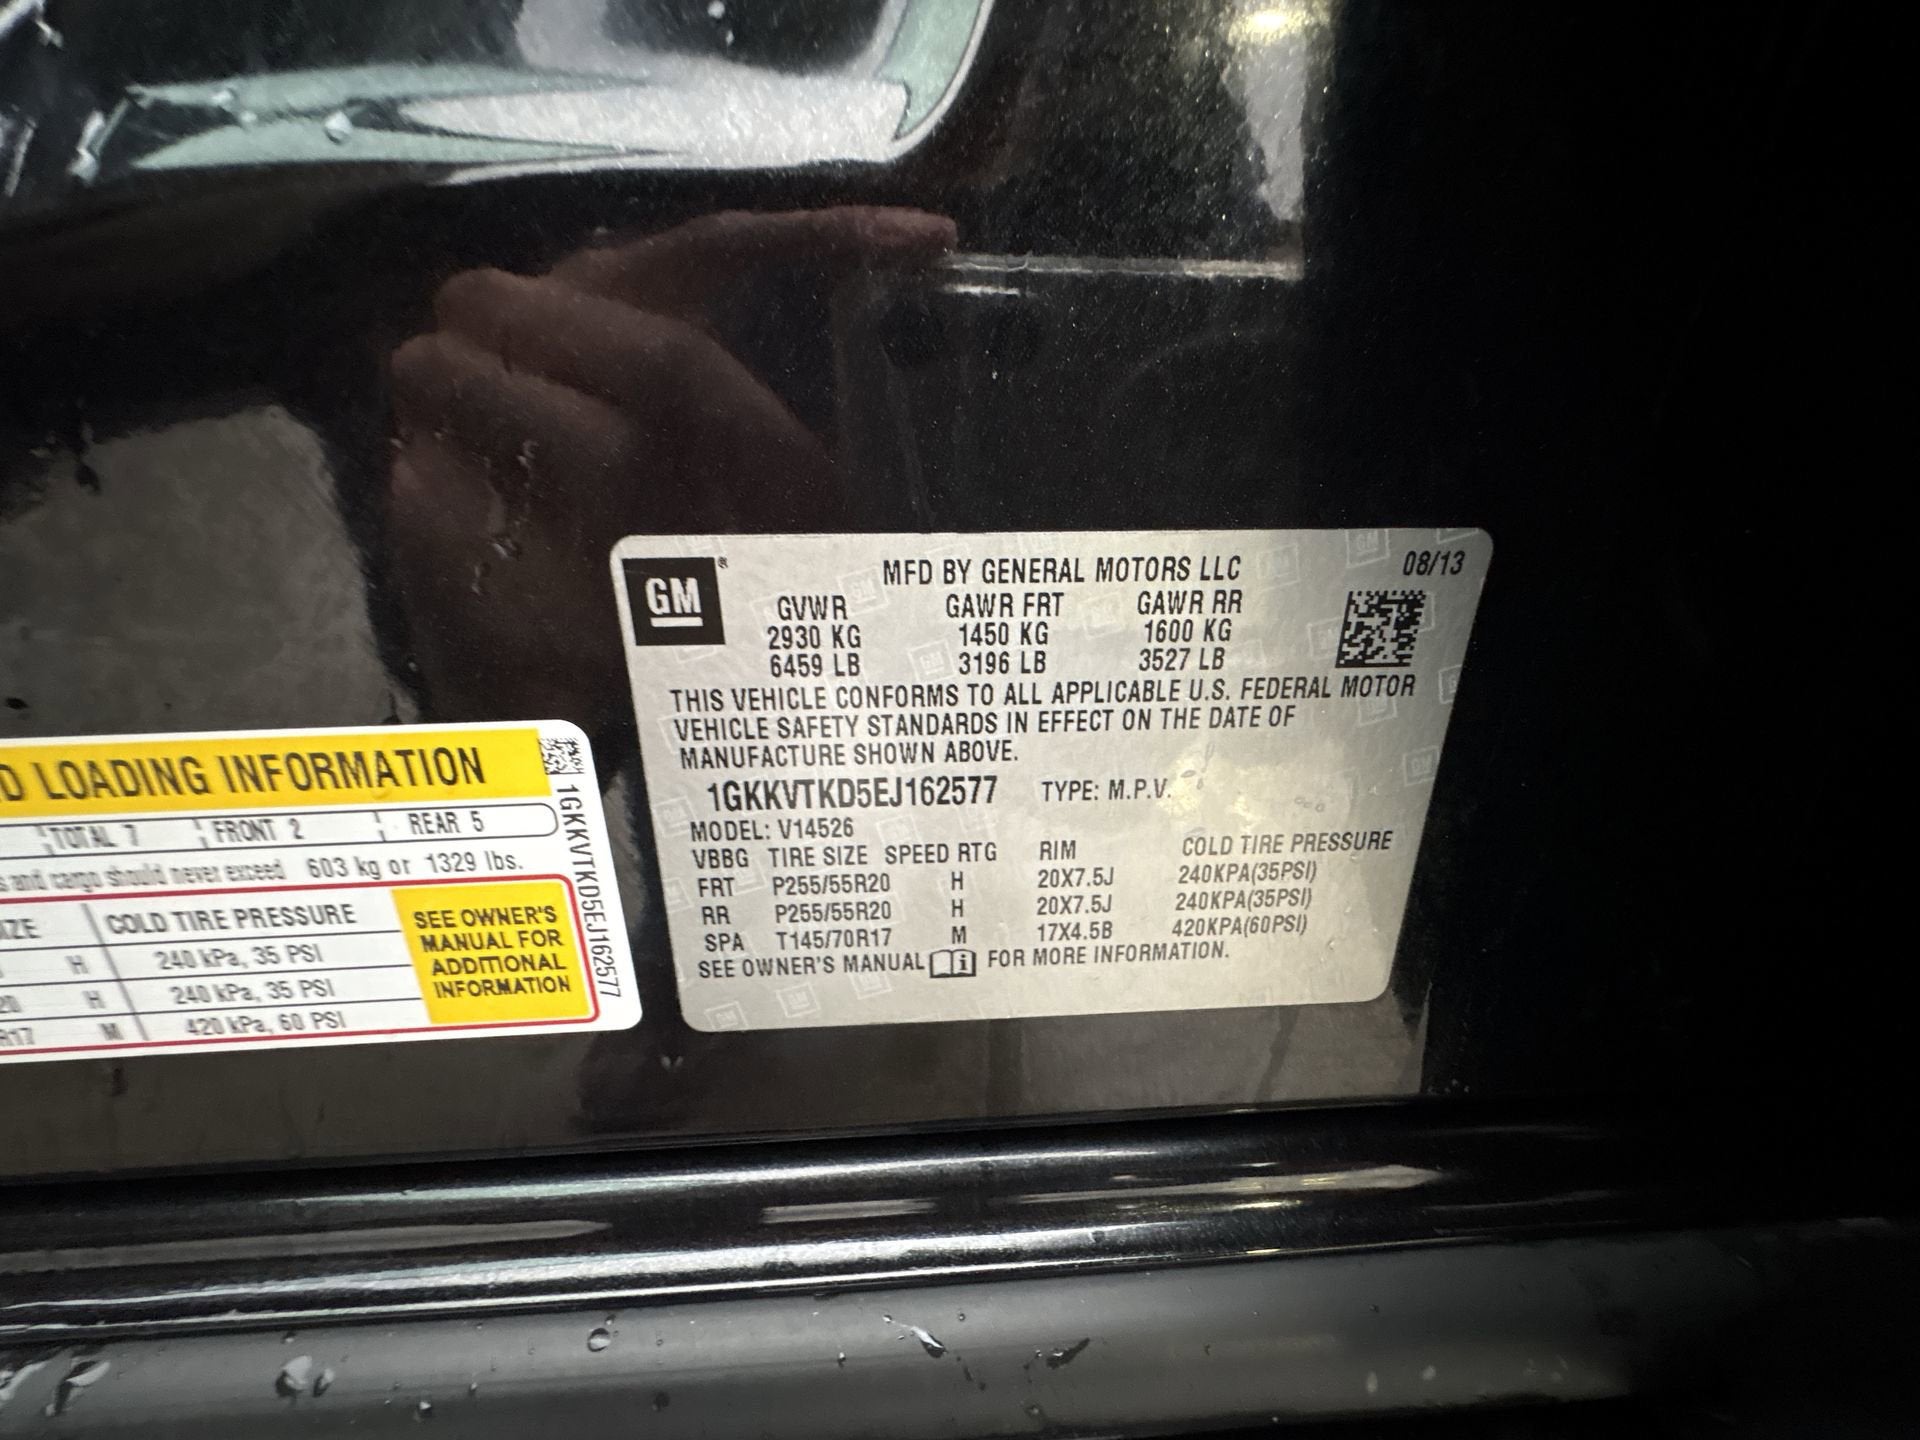 GM
®
MFD BY GENERAL MOTORS LLC 08/13
GVWR GAWR FRT GAWR RR
2930 KG 1450 KG 1600 KG
6459 LB 3196 LB 3527 LB
THIS VEHICLE CONFORMS TO ALL APPLICABLE U.S. FEDERAL MOTOR
VEHICLE SAFETY STANDARDS IN EFFECT ON THE DATE OF
MANUFACTURE SHOWN ABOVE.
1GKKVTKD5EJ162577 TYPE: M.P.V.
MODEL: V14526
VBBG TIRE SIZE SPEED RTG RIM COLD TIRE PRESSURE
FRT P255/55R20 H 20X7.5J 240KPA(35PSI)
RR P255/55R20 H 20X7.5J 240KPA(35PSI)
SPA T145/70R17 M 17X4.5B 420KPA(60PSI)
SEE OWNER'S MANUAL i FOR MORE INFORMATION.
D LOADING INFORMATION
TOTAL 7 FRONT 2 REAR 5
s and cargo should never exceed 603 kg or 1329 lbs.
IZE COLD TIRE PRESSURE
H 240 kPa, 35 PSI
20 H 240 kPa, 35 PSI
R17 M 420 kPa, 60 PSI
SEE OWNER'S
MANUAL FOR
ADDITIONAL
INFORMATION
1GKKVTKD5EJ162577